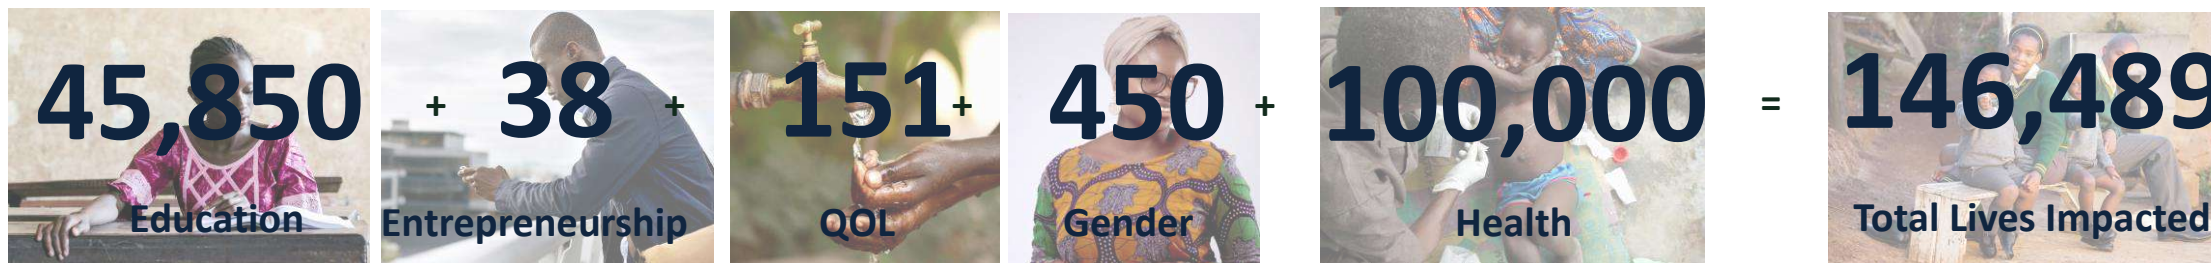 45,850 + 38 + 151 + 450 + 100,000 = 146,489
Education Entrepreneurship QOL Gender Health Total Lives Impacted